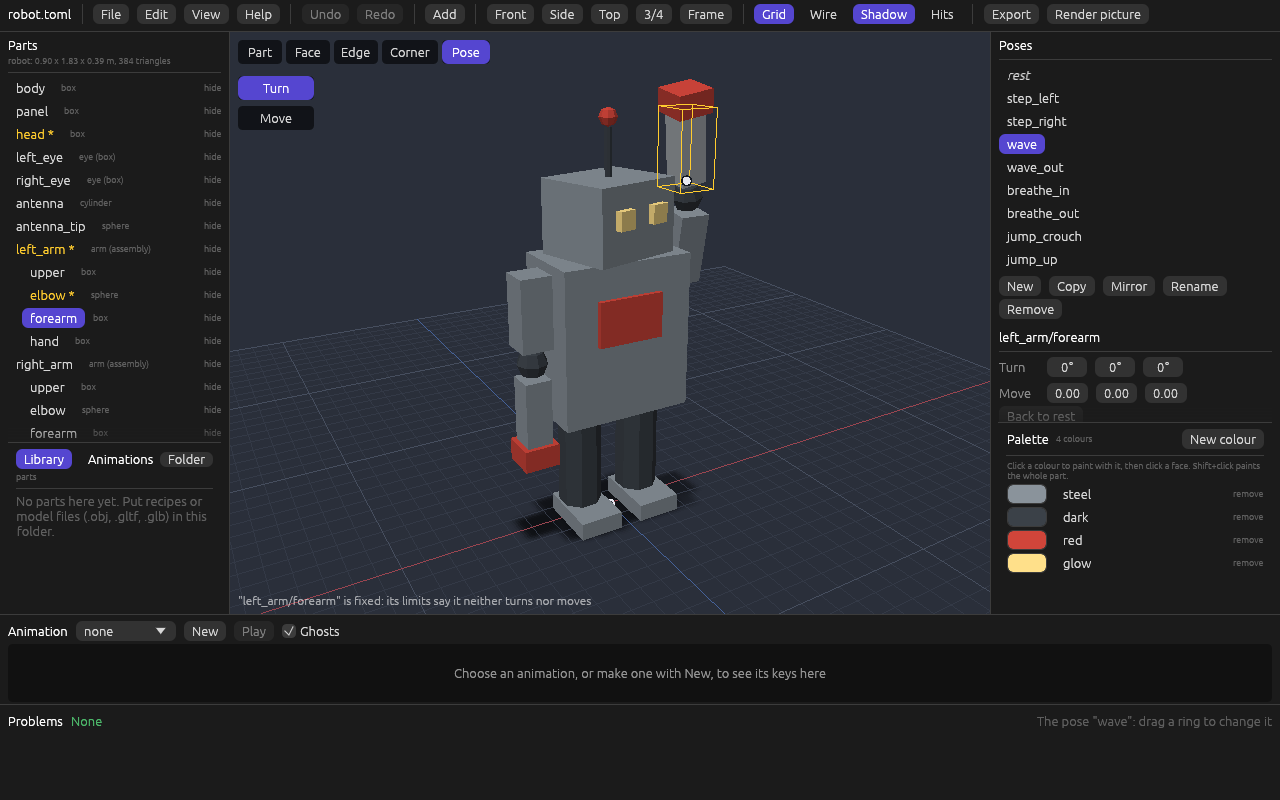 robot.toml File Edit View Help Undo Redo Add Front Side Top 3/4 Frame Grid Wire Shadow Hits Export Render picture
Parts
robot: 0.90 x 1.83 x 0.39 m, 384 triangles
body box hide
panel box hide
head * box hide
left_eye eye (box) hide
right_eye eye (box) hide
antenna cylinder hide
antenna_tip sphere hide
left_arm * arm (assembly) hide
upper box hide
elbow * sphere hide
forearm box hide
hand box hide
right_arm arm (assembly) hide
upper box hide
elbow sphere hide
forearm box hide
Library Animations Folder
parts
No parts here yet. Put recipes or
model files (.obj, .gltf, .glb) in this
folder.
Part Face Edge Corner Pose
Turn
Move
"left_arm/forearm" is fixed: its limits say it neither turns nor moves
Poses
rest
step_left
step_right
wave
wave_out
breathe_in
breathe_out
jump_crouch
jump_up
New Copy Mirror Rename
Remove
left_arm/forearm
Turn 0° 0° 0°
Move 0.00 0.00 0.00
Back to rest
Palette 4 colours New colour
Click a colour to paint with it, then click a face. Shift+click paints
the whole part.
steel remove
dark remove
red remove
glow remove
Animation none New Play Ghosts
Choose an animation, or make one with New, to see its keys here
Problems None
The pose "wave": drag a ring to change it